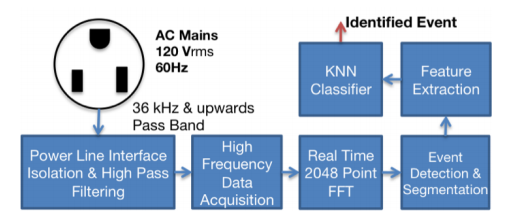 AC Mains
120 Vrms
60Hz
36 kHz & upwards
Pass Band
Power Line Interface
Isolation & High Pass
Filtering
High
Frequency
Data
Acquisition
Real Time
2048 Point
FFT
Event
Detection &
Segmentation
Feature
Extraction
KNN
Classifier
Identified Event